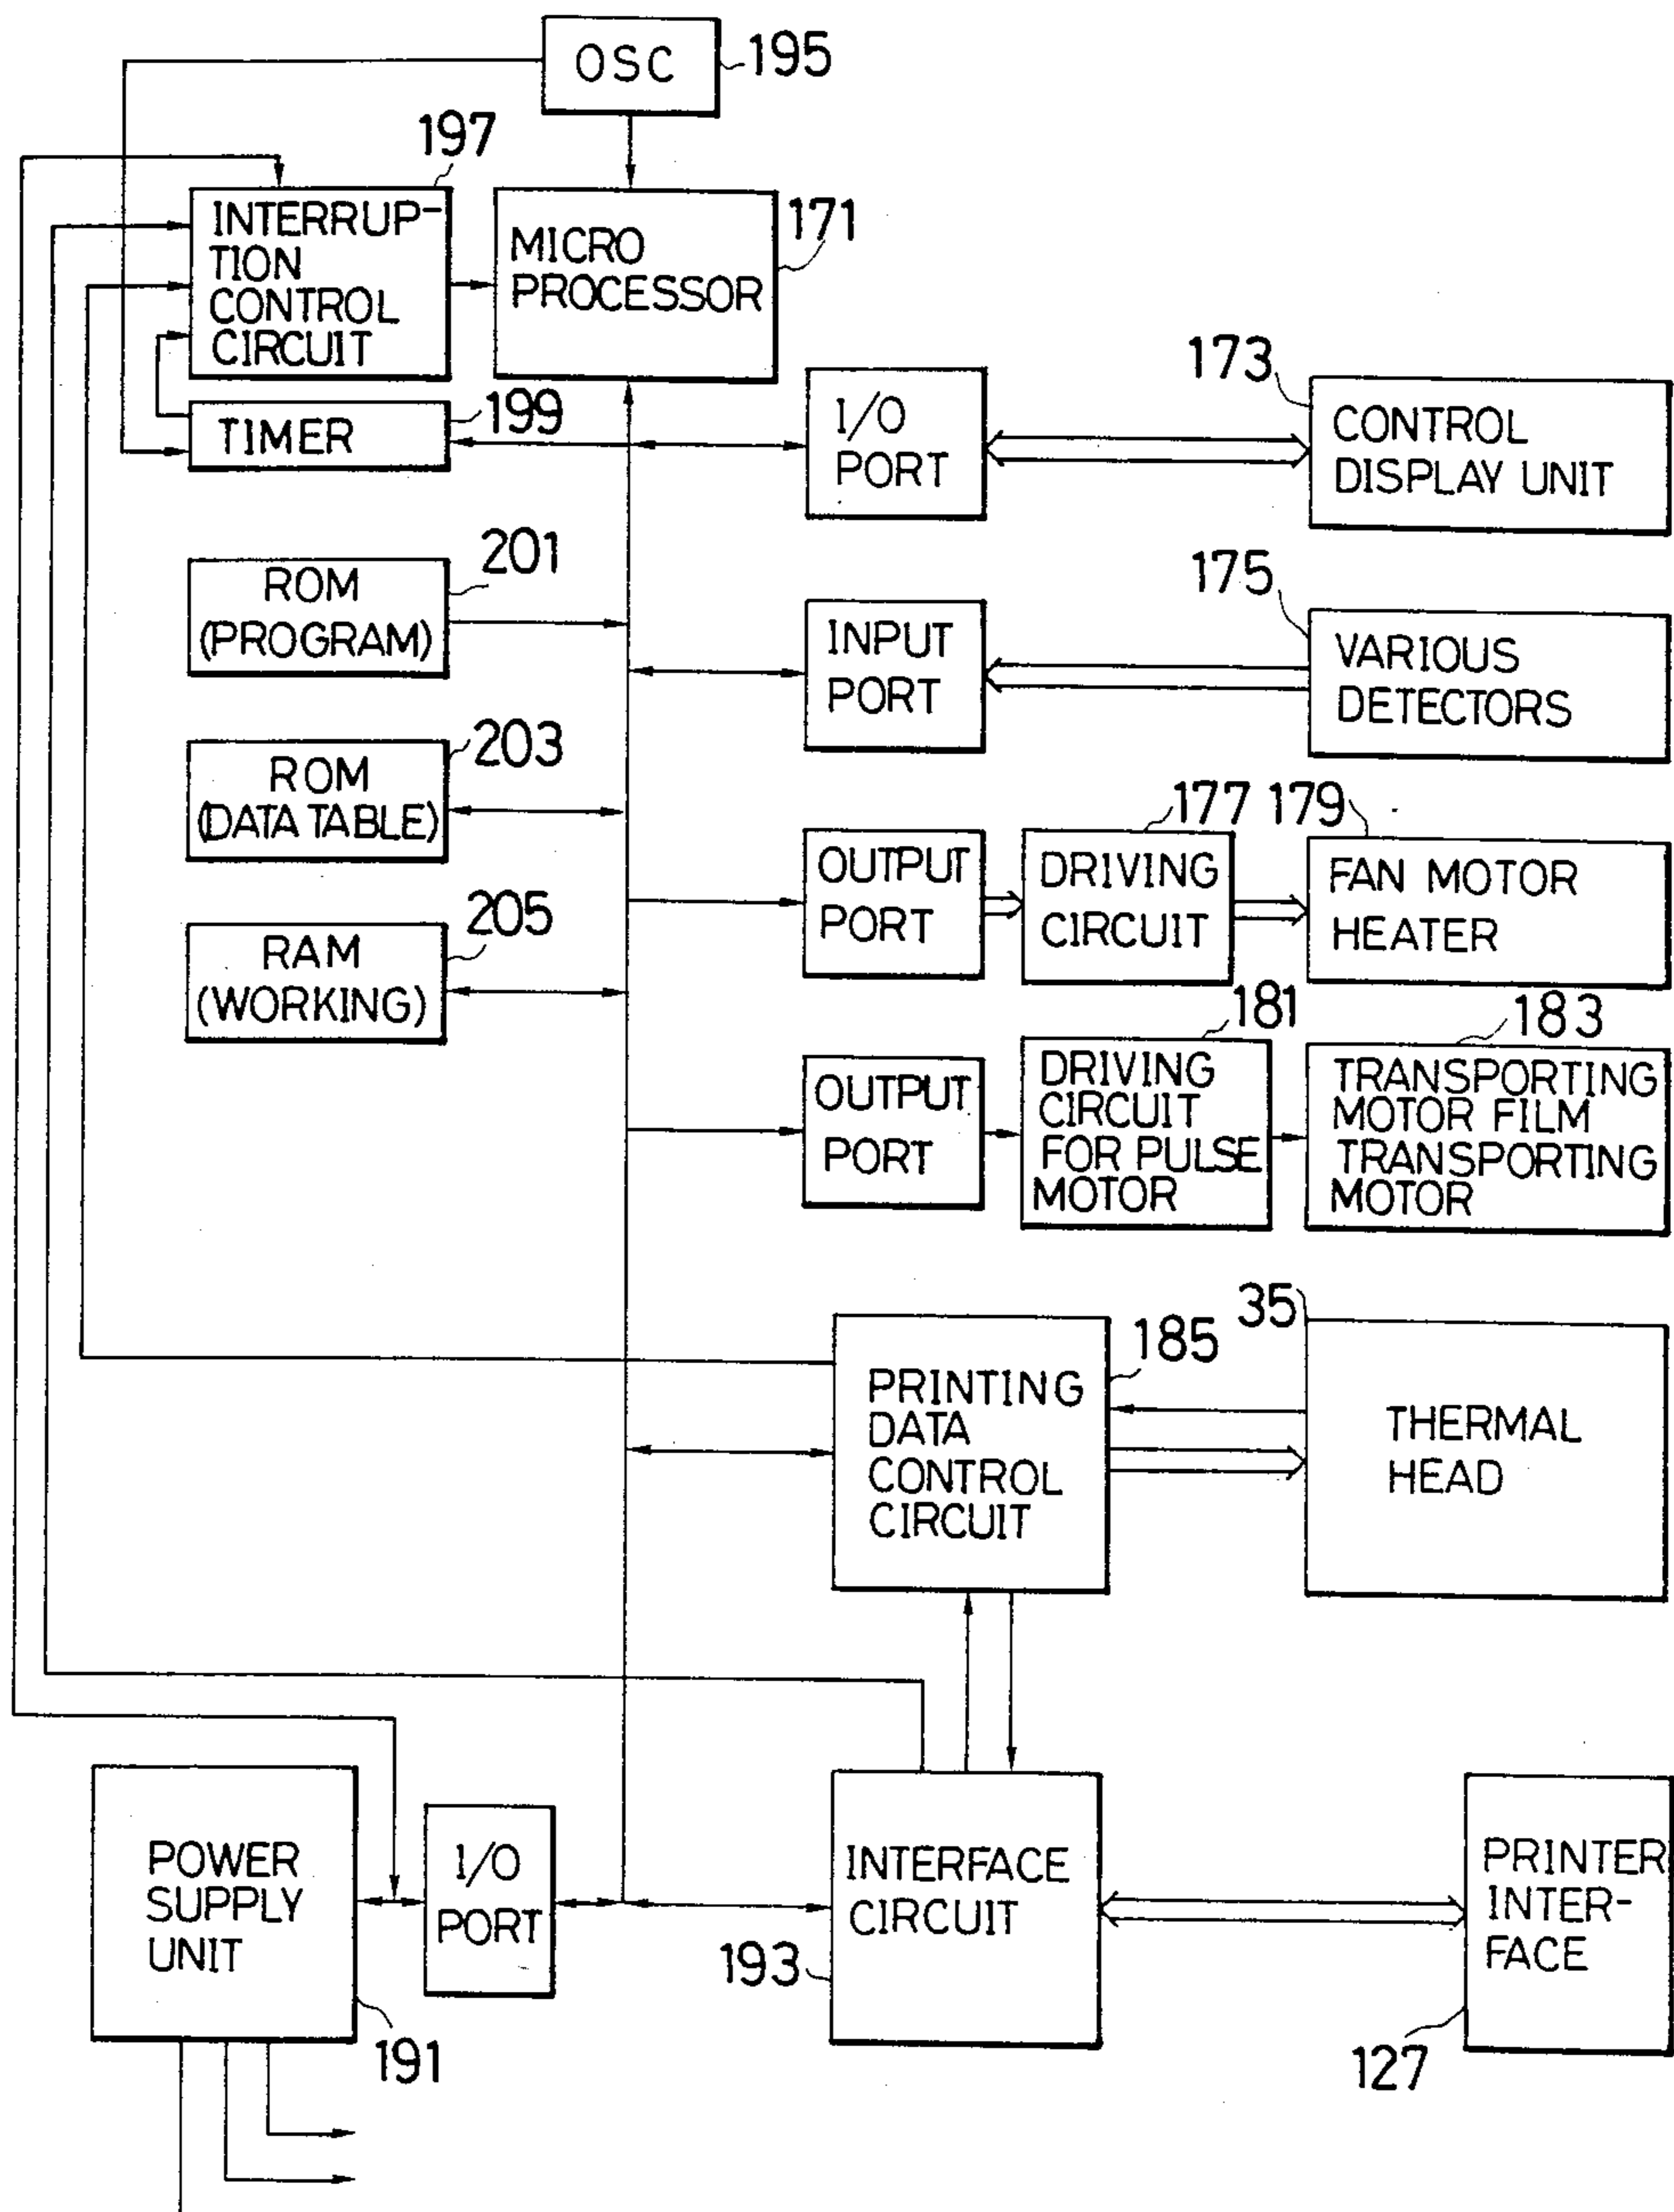 OSC
195
197
INTERRUP-
TION
CONTROL
CIRCUIT
MICRO
PROCESSOR
171
TIMER
199
I/O
PORT
173
CONTROL
DISPLAY UNIT
201
ROM
(PROGRAM)
INPUT
PORT
175
VARIOUS
DETECTORS
203
ROM
(DATA TABLE)
OUTPUT
PORT
177
DRIVING
CIRCUIT
179
FAN MOTOR
HEATER
205
RAM
(WORKING)
OUTPUT
PORT
181
DRIVING
CIRCUIT
FOR PULSE
MOTOR
183
TRANSPORTING
MOTOR FILM
TRANSPORTING
MOTOR
185
PRINTING
DATA
CONTROL
CIRCUIT
35
THERMAL
HEAD
POWER
SUPPLY
UNIT
191
I/O
PORT
INTERFACE
CIRCUIT
193
PRINTER
INTER-
FACE
127